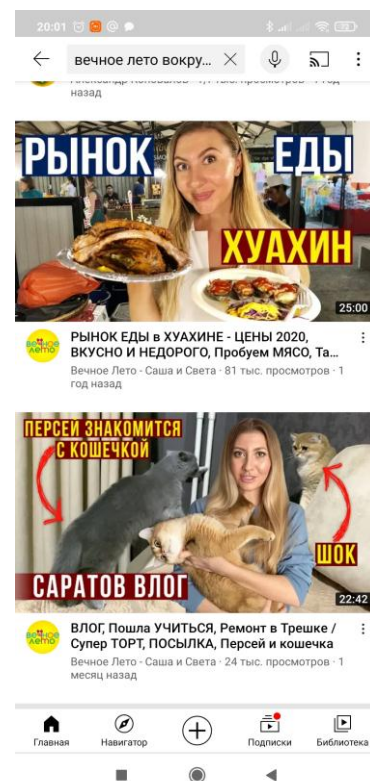 20:01
вечное лето вокру...
назад
РЫНОК ЕДЫ
ХУАХИН
25:00
РЫНОК ЕДЫ в ХУАХИНЕ - ЦЕНЫ 2020,
ВКУСНО И НЕДОРОГО, Пробуем МЯСО, Та...
Вечное Лето - Саша и Света · 81 тыс. просмотров · 1
год назад
ПЕРСЕЙ ЗНАКОМИТСЯ
С КОШЕЧКОЙ
ШОК
САРАТОВ ВЛОГ
22:42
ВЛОГ, Пошла УЧИТЬСЯ, Ремонт в Трешке /
Супер ТОРТ, ПОСЫЛКА, Персей и кошечка
Вечное Лето - Саша и Света · 24 тыс. просмотров · 1
месяц назад
Главная Навигатор Подписки Библиотека